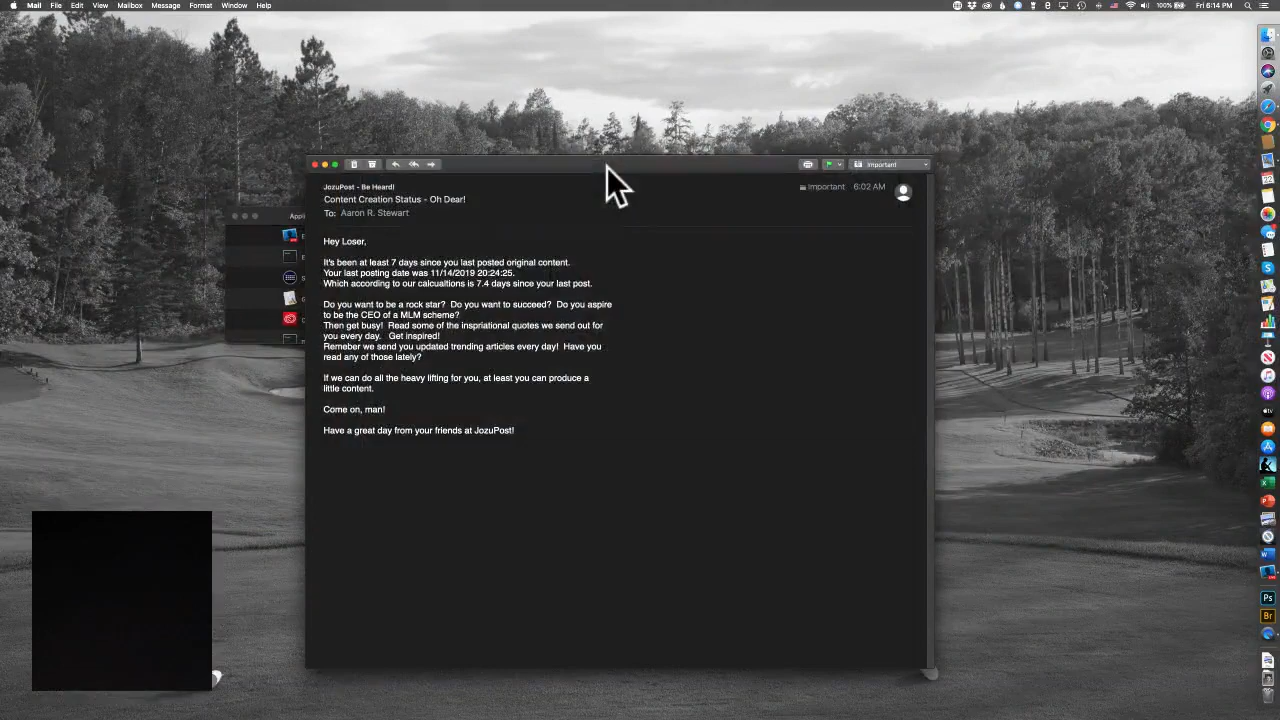 Mail File Edit View Mailbox Message Format Window Help
100% Fri 6:14 PM
Important
JozuPost - Be Heard!
Important 6:02 AM
Content Creation Status - Oh Dear!
To: Aaron R. Stewart
Appli
Hey Loser,
It's been at least 7 days since you last posted original content.
Your last posting date was 11/14/2019 20:24:25.
Which according to our calcualtions is 7.4 days since your last post.
Do you want to be a rock star? Do you want to succeed? Do you aspire
to be the CEO of a MLM scheme?
Then get busy! Read some of the inspriational quotes we send out for
you every day. Get inspired!
Remeber we send you updated trending articles every day! Have you
read any of those lately?
If we can do all the heavy lifting for you, at least you can produce a
little content.
Come on, man!
Have a great day from your friends at JozuPost!
22
Ps
Br